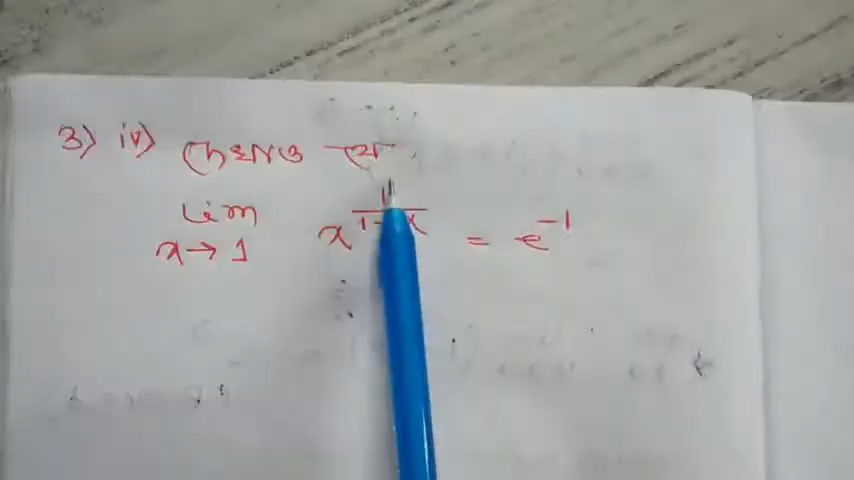 3) iv) দেখাও যে
Lim x^{1/(1-x)} = e^{-1}
x→1